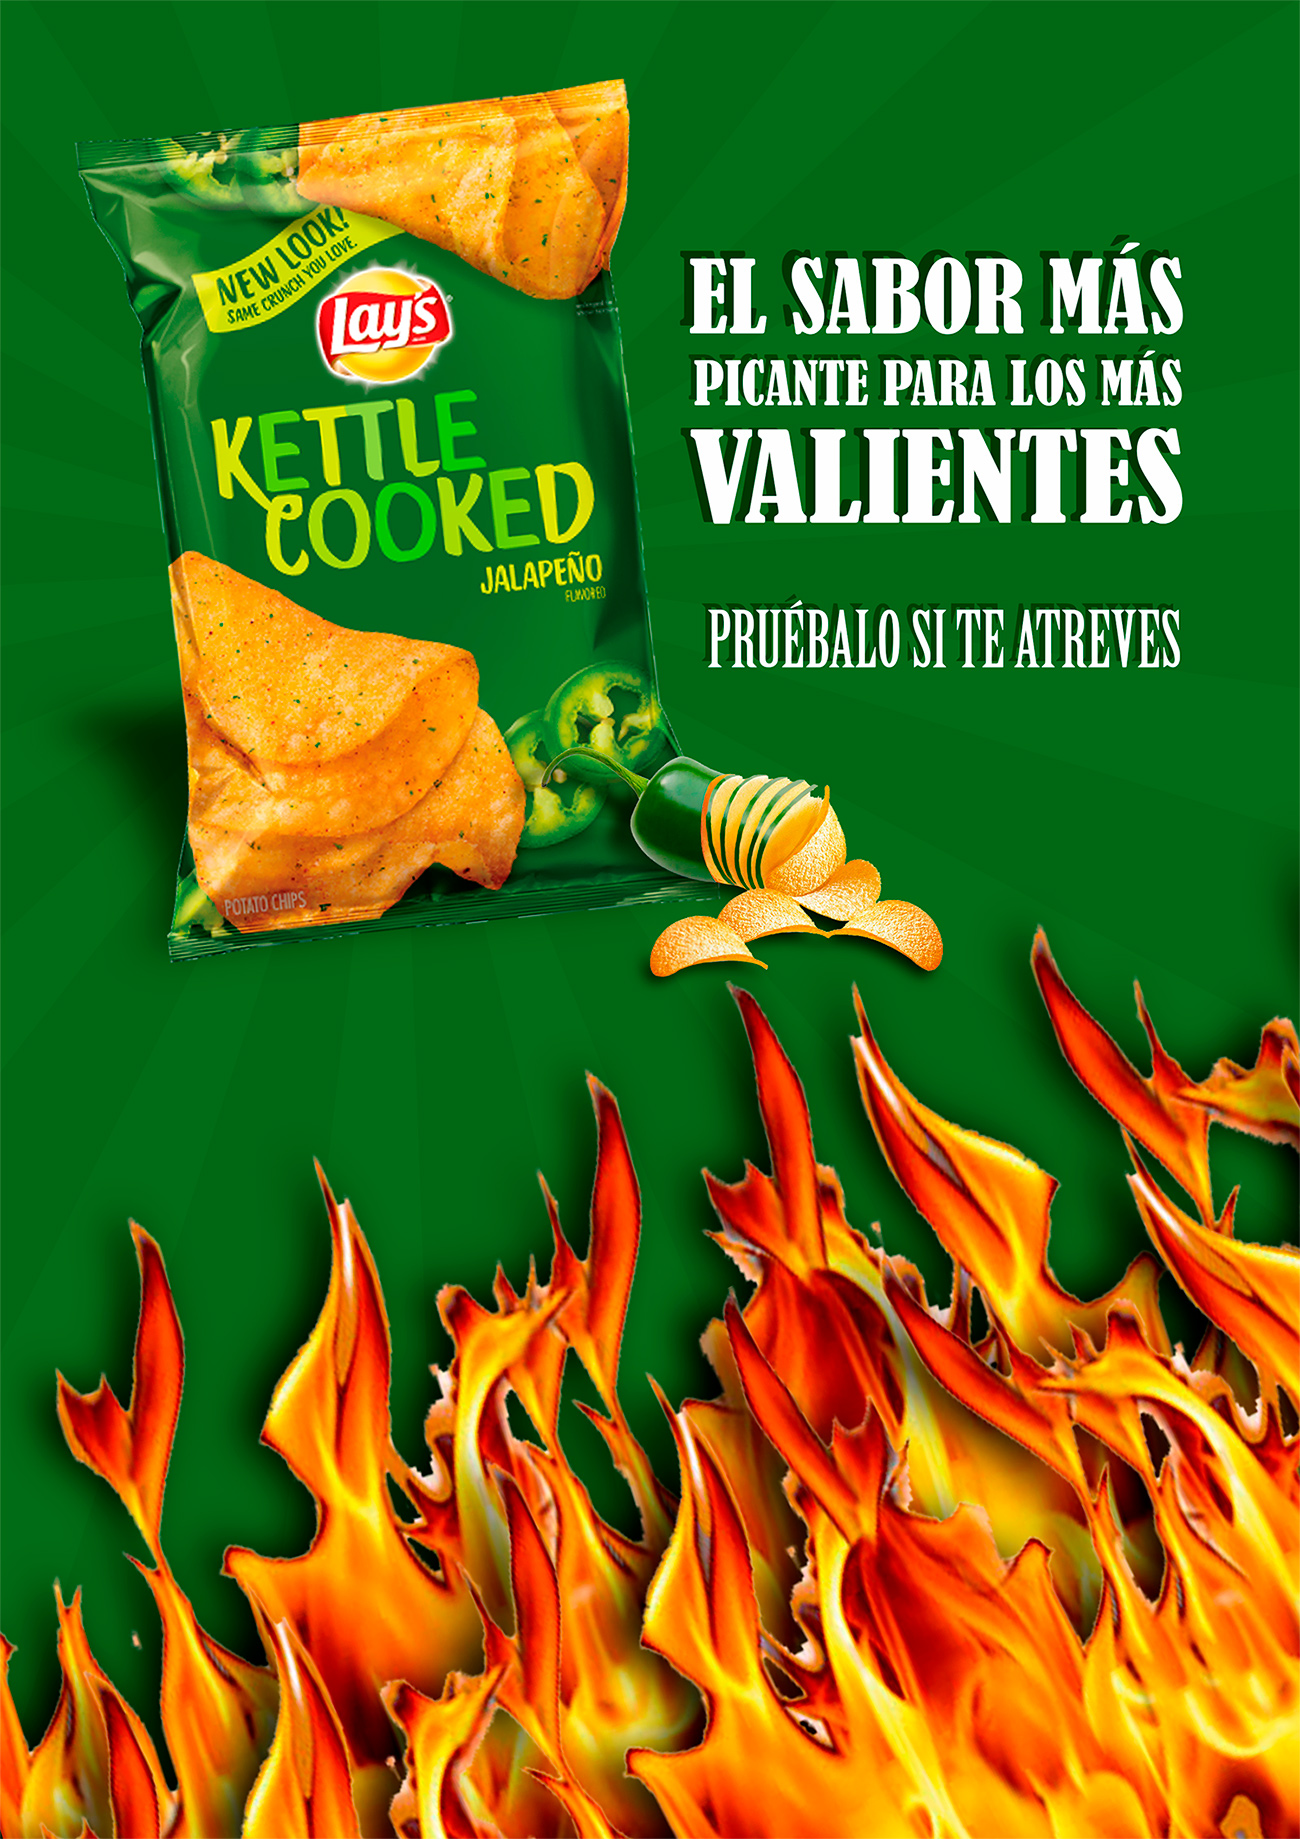 NEW LOOK!
SAME CRUNCH YOU LOVE.
Lay's
KETTLE
COOKED
JALAPEÑO
FLAVORED
POTATO CHIPS
EL SABOR MÁS
PICANTE PARA LOS MÁS
VALIENTES
PRUÉBALO SI TE ATREVES